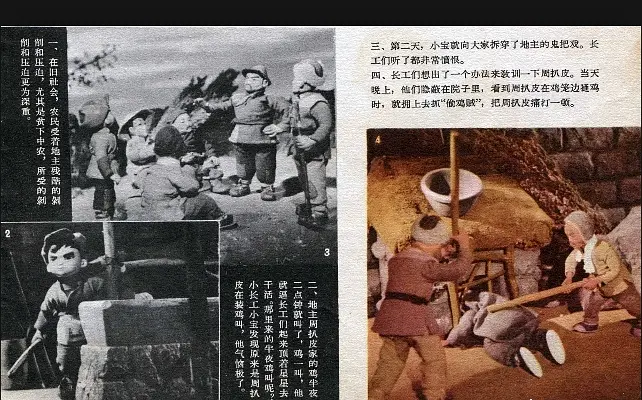 一、在旧社会，农民受着地主残酷的剥
削和压迫，尤其是贫下中农，所受的剥
削和压迫更为深重。
2
3
二、地主周扒皮家的鸡半夜
二点钟就叫了，鸡一叫，他
就逼长工们起来顶着星星去
干活。那里来的半夜鸡叫呢？
小长工小宝发现原来是周扒
皮在装鸡叫，他气愤极了。
三、第二天，小宝就向大家拆穿了地主的鬼把戏。长
工们听了都非常愤恨。
四、长工们想出了一个办法来教训一下周扒皮。当天
晚上，他们隐蔽在院子里，看到周扒皮在鸡笼边赶鸡
时，就拥上去抓“偷鸡贼”，把周扒皮痛打一顿。
4